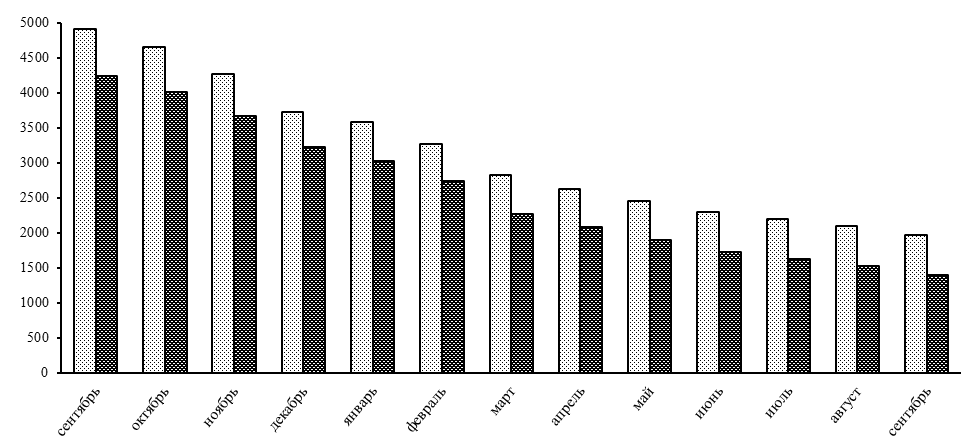 5000
4500
4000
3500
3000
2500
2000
1500
1000
500
0
сентябрь
октябрь
ноябрь
декабрь
январь
февраль
март
апрель
май
июнь
июль
август
сентябрь